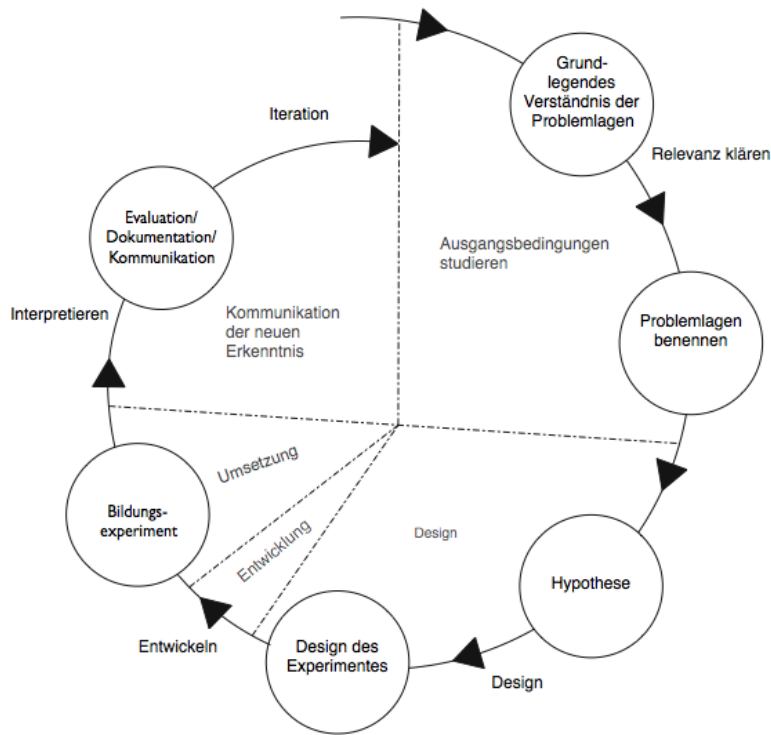 Grund-
legendes
Verständnis der
Problemlagen
Relevanz klären
Ausgangsbedingungen
studieren
Problemlagen
benennen
Hypothese
Design
Design
Design des
Experimentes
Entwickeln
Entwicklung
Umsetzung
Bildungs-
experiment
Interpretieren
Kommunikation
der neuen
Erkenntnis
Evaluation/
Dokumentation/
Kommunikation
Iteration